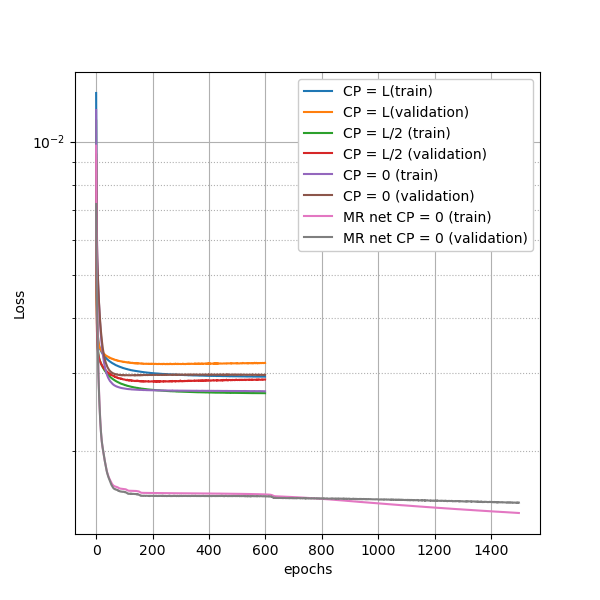 CP = L(train)
CP = L(validation)
CP = L/2 (train)
CP = L/2 (validation)
CP = 0 (train)
CP = 0 (validation)
MR net CP = 0 (train)
MR net CP = 0 (validation)
10⁻²
Loss
0 200 400 600 800 1000 1200 1400
epochs